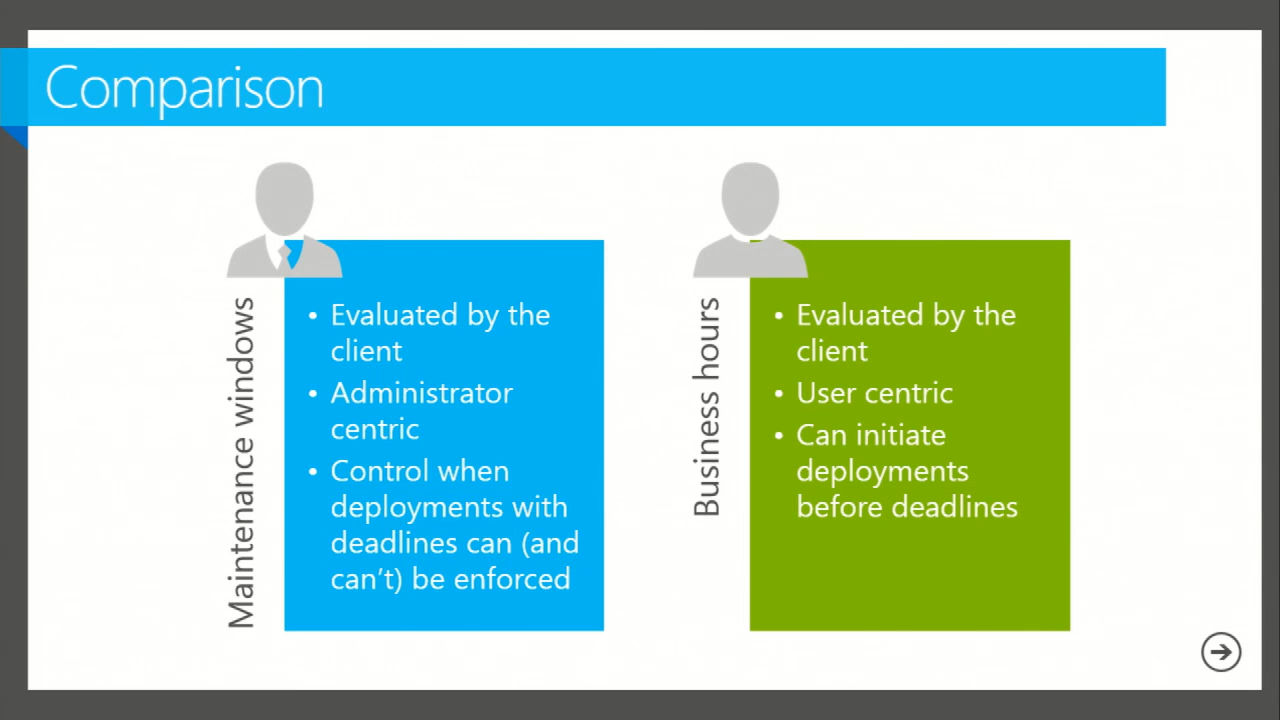 Comparison
Maintenance windows
• Evaluated by the
client
• Administrator
centric
• Control when
deployments with
deadlines can (and
can't) be enforced
Business hours
• Evaluated by the
client
• User centric
• Can initiate
deployments
before deadlines